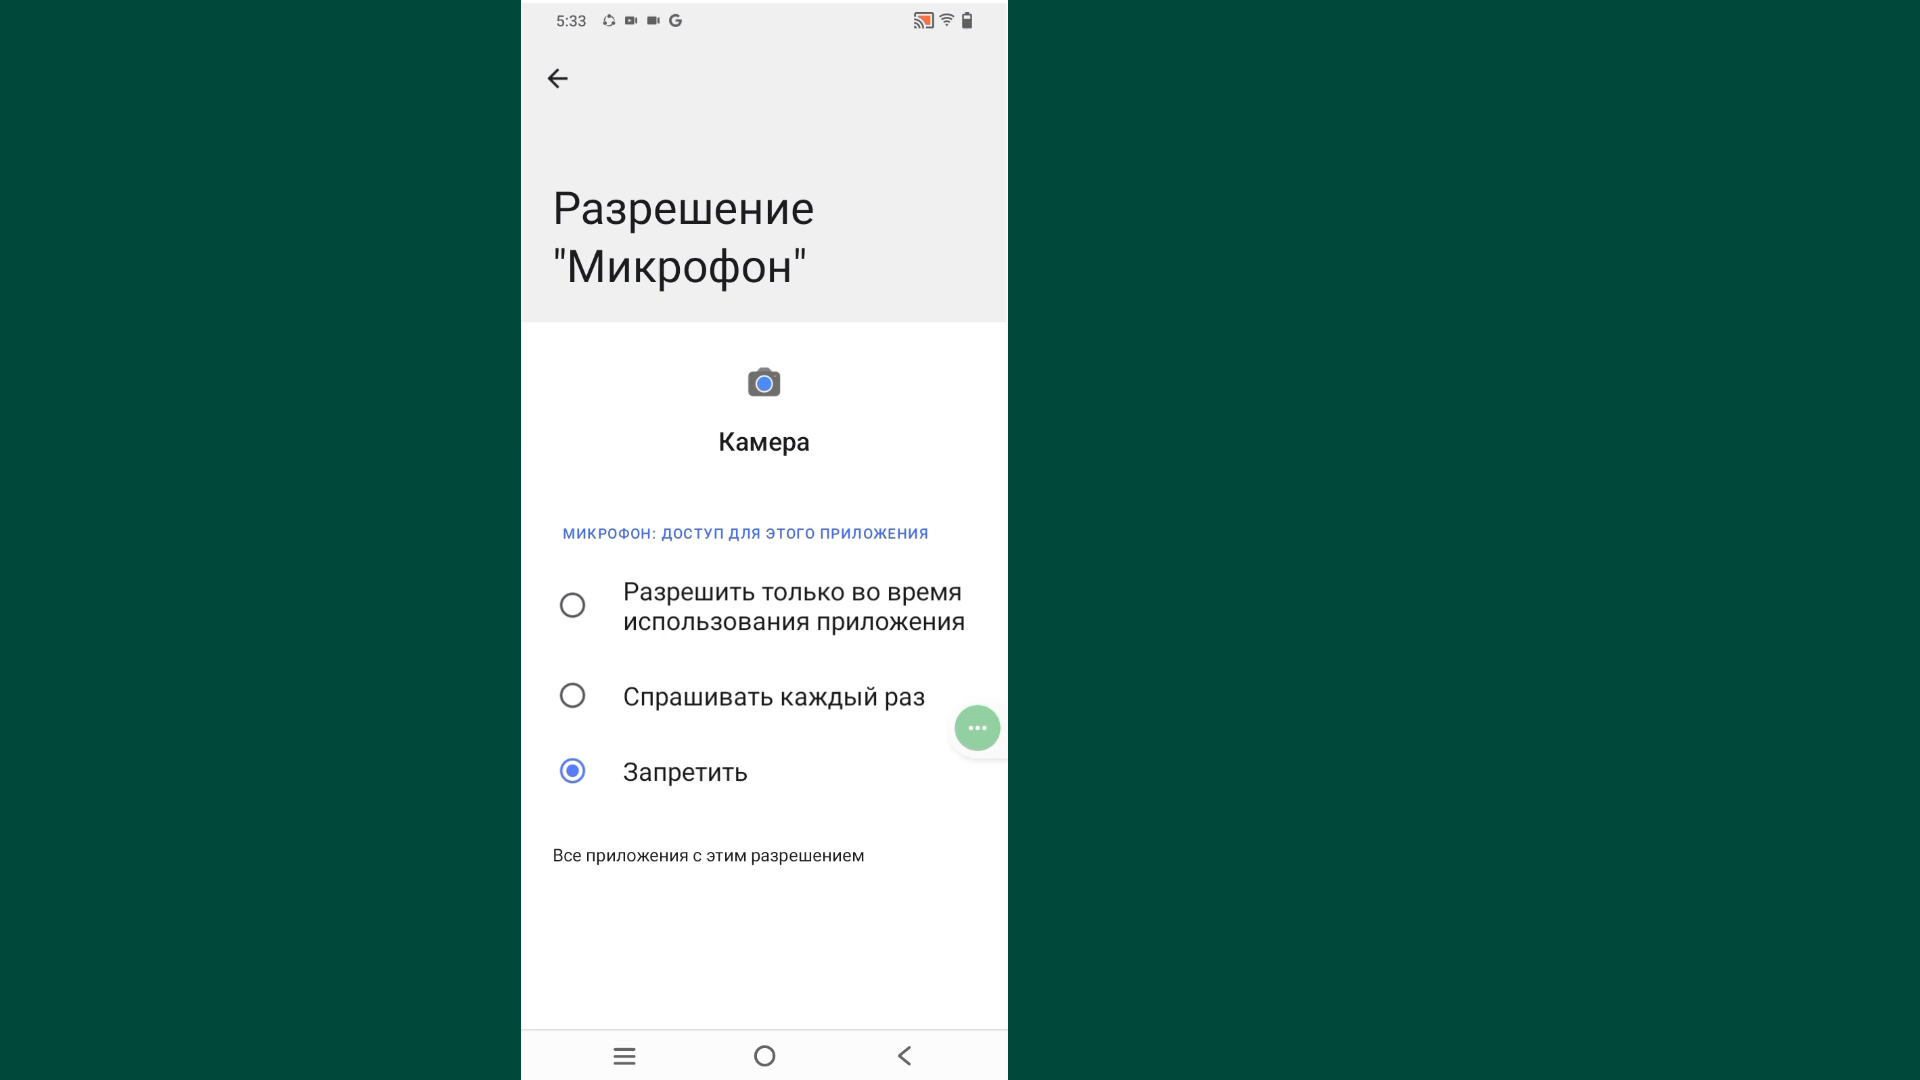 5:33
Разрешение
"Микрофон"
Камера
МИКРОФОН: ДОСТУП ДЛЯ ЭТОГО ПРИЛОЖЕНИЯ
Разрешить только во время
использования приложения
Спрашивать каждый раз
Запретить
Все приложения с этим разрешением